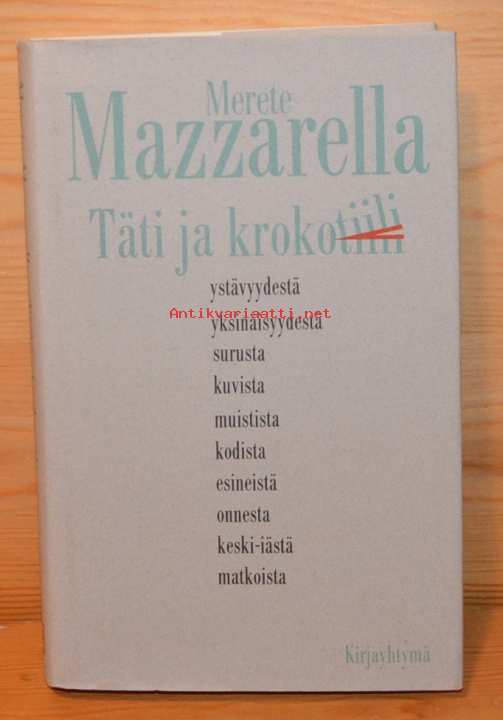 Merete
Mazzarella
Täti ja krokotiili
ystävyydestä
Antikvariaatti.net
yksinäisyydestä
surusta
kuvista
muistista
kodista
esineistä
onnesta
keski-iästä
matkoista
Kirjayhtymä